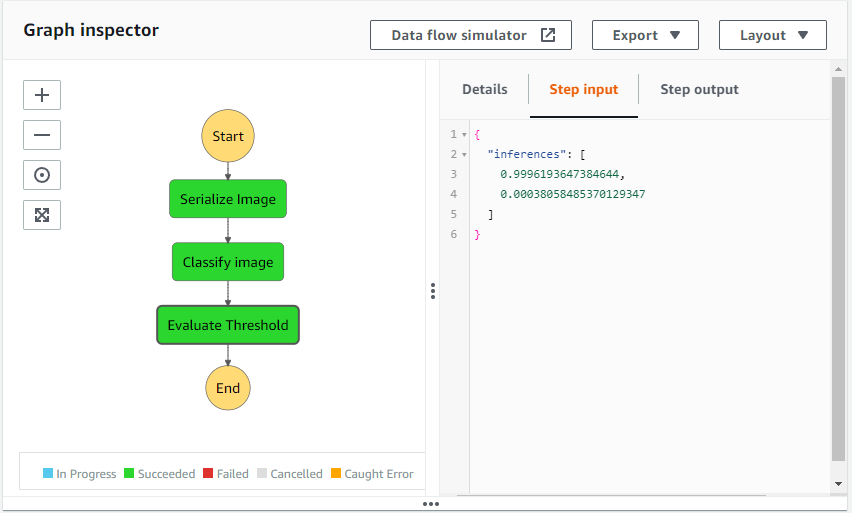 Graph inspector
Data flow simulator
Export
Layout
Start
Serialize Image
Classify image
Evaluate Threshold
End
In Progress Succeeded Failed Cancelled Caught Error
Details Step input Step output
1 {
2 "inferences": [
3 0.9996193647384644,
4 0.00038058485370129347
5 ]
6 }